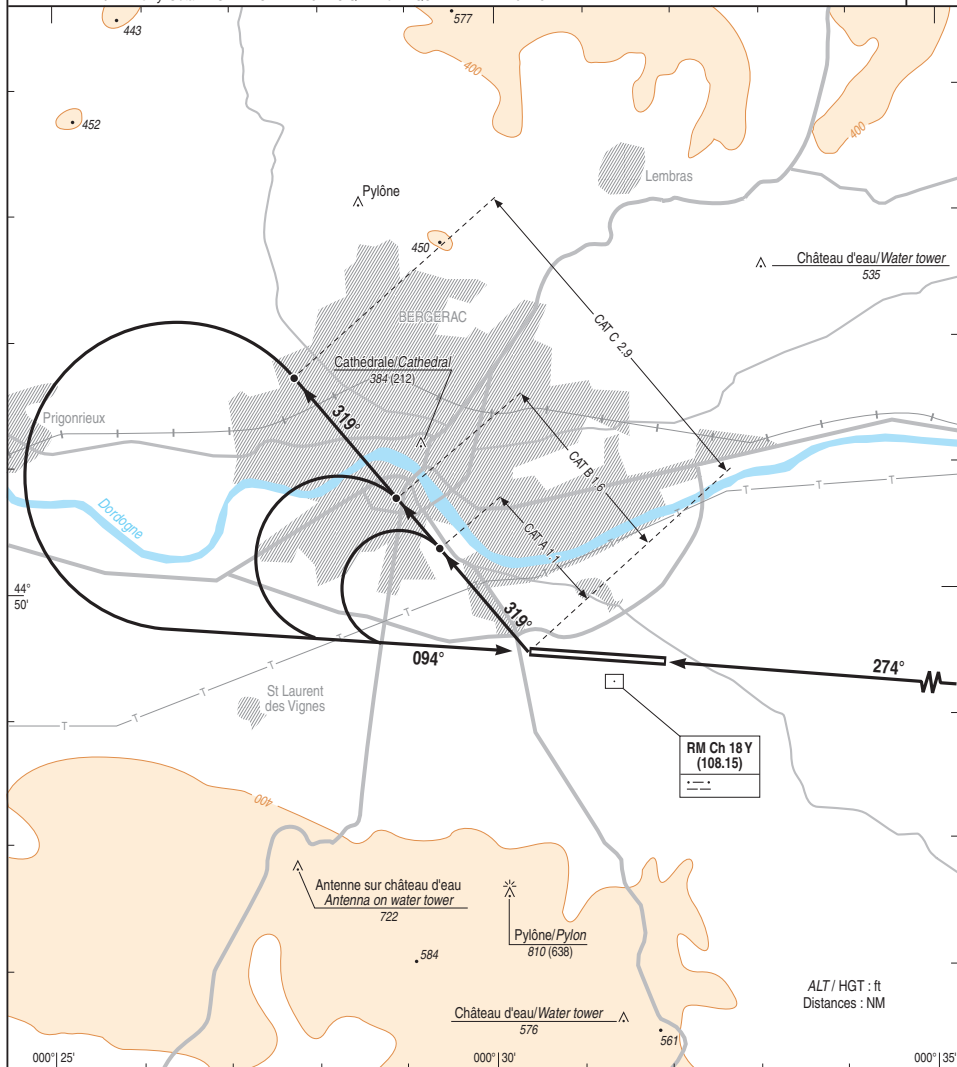 443
577
400
452
400
Lembras
Pylône
450
Château d'eau/Water tower
535
BERGERAC
CAT C 2.9
Cathédrale/Cathedral
384 (212)
319°
Prigonrieux
CAT B 1.6
Dordogne
CAT A 1.1
44°
50'
319°
094°
274°
St Laurent
des Vignes
RM Ch 18 Y
(108.15)
400
Antenne sur château d'eau
Antenna on water tower
722
Pylône/Pylon
810 (638)
584
ALT / HGT : ft
Distances : NM
Château d'eau/Water tower
576
561
000° 25'
000° 30'
000° 35'